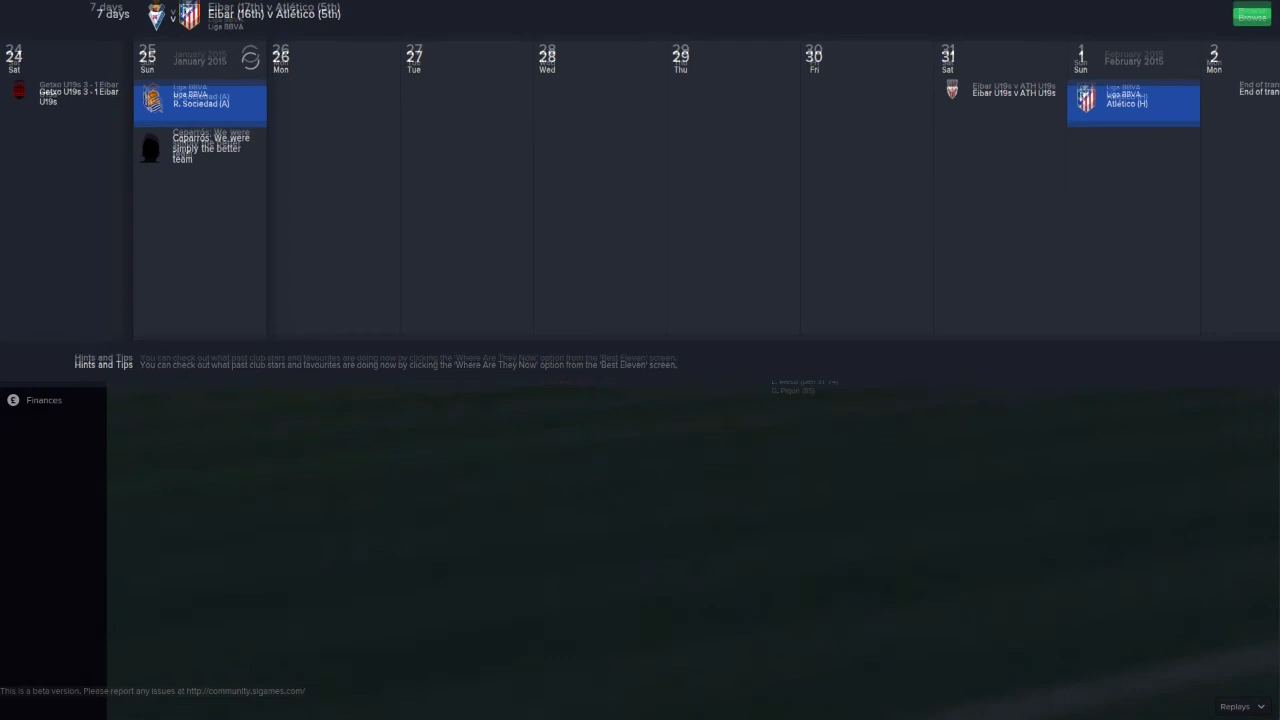 7 days
v
Eibar (17th) v Atlético (5th)
Eibar (16th) v Atlético (5th)
Liga BBVA
Browse
24
Sat
25
Sun
January 2015
26
Mon
27
Tue
28
Wed
29
Thu
30
Fri
31
Sat
1
Sun
February 2015
2
Mon
Getxo U19s 3 - 1 Eibar
U19s
Liga BBVA
R. Sociedad (A)
Caparrós: We were
simply the better
team
Eibar U19s v ATH U19s
Liga BBVA
Atlético (H)
End of tran
Hints and Tips
You can check out what past club stars and favourites are doing now by clicking the 'Where Are They Now' option from the 'Best Eleven' screen.
Finances
This is a beta version. Please report any issues at http://community.sigames.com/
Replays